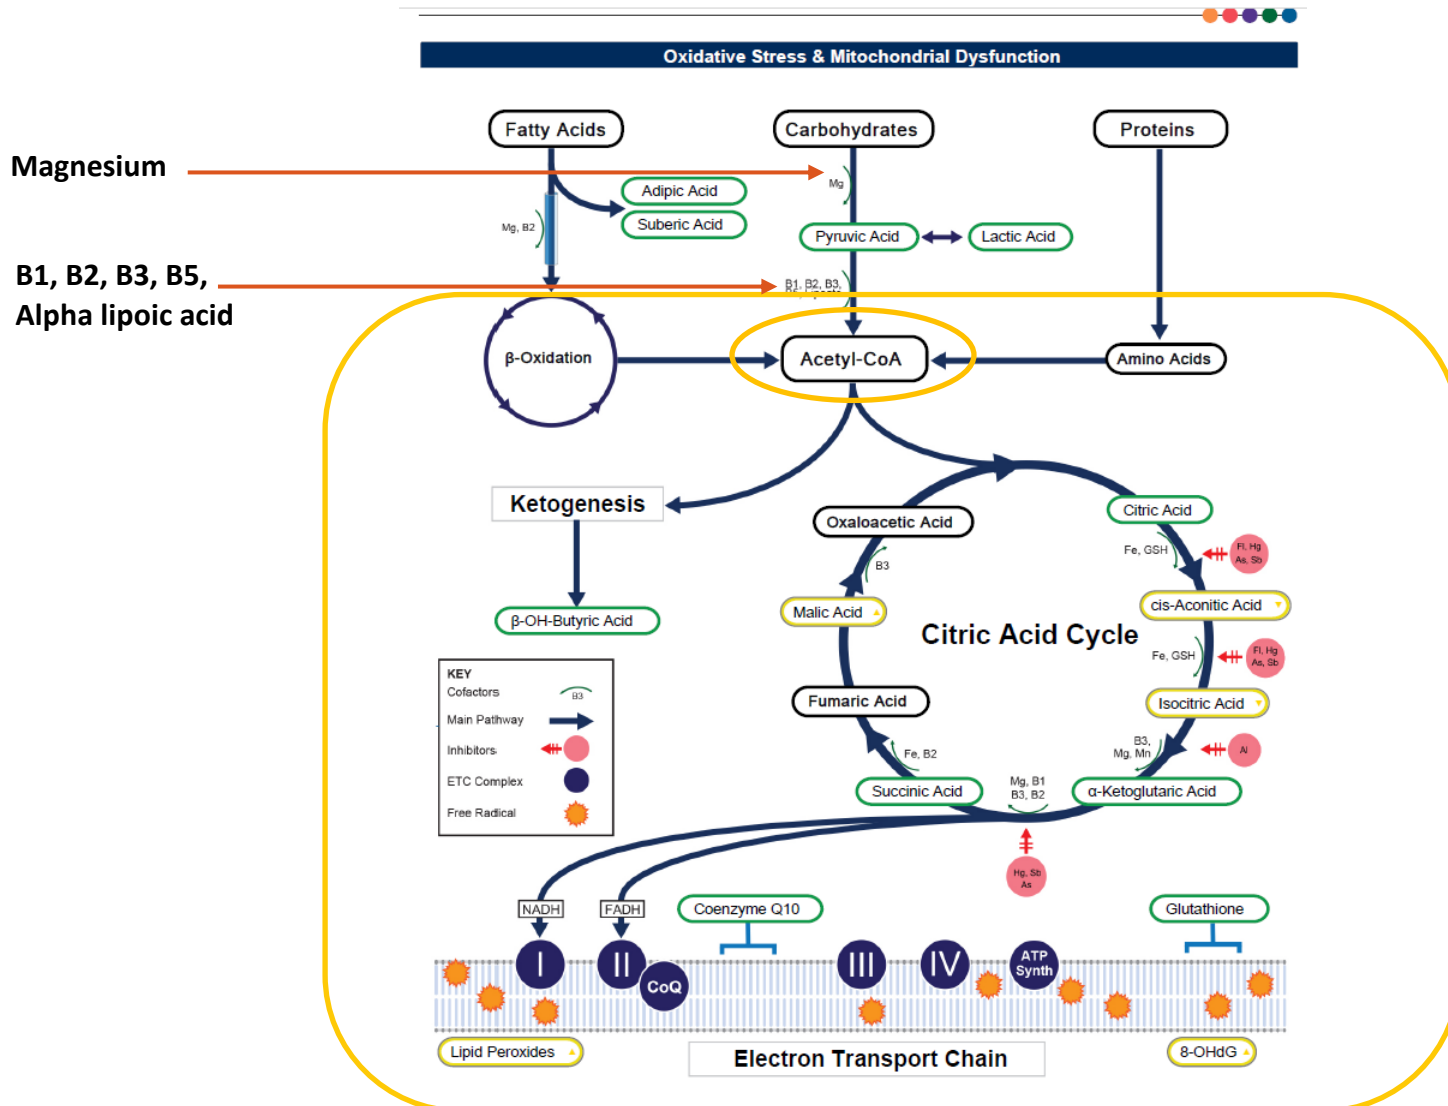 Oxidative Stress & Mitochondrial Dysfunction
Fatty Acids
Carbohydrates
Proteins
Magnesium
Mg
Adipic Acid
Suberic Acid
Mg, B2
Pyruvic Acid
Lactic Acid
B1, B2, B3, B5,
Alpha lipoic acid
B1, B2, B3,
β-Oxidation
Acetyl-CoA
Amino Acids
Ketogenesis
Oxaloacetic Acid
Citric Acid
Fe, GSH
Fl, Hg
As, Sb
B3
Malic Acid
cis-Aconitic Acid
β-OH-Butyric Acid
Citric Acid Cycle
Fe, GSH
Fl, Hg
As, Sb
KEY
Cofactors
B3
Main Pathway
Inhibitors
ETC Complex
Free Radical
Fumaric Acid
Isocitric Acid
B3,
Mg, Mn
Al
Fe, B2
Succinic Acid
Mg, B1
B3, B2
α-Ketoglutaric Acid
Hg, Sb
As
NADH
FADH
Coenzyme Q10
Glutathione
I
II
CoQ
III
IV
ATP
Synth
Lipid Peroxides
Electron Transport Chain
8-OHdG